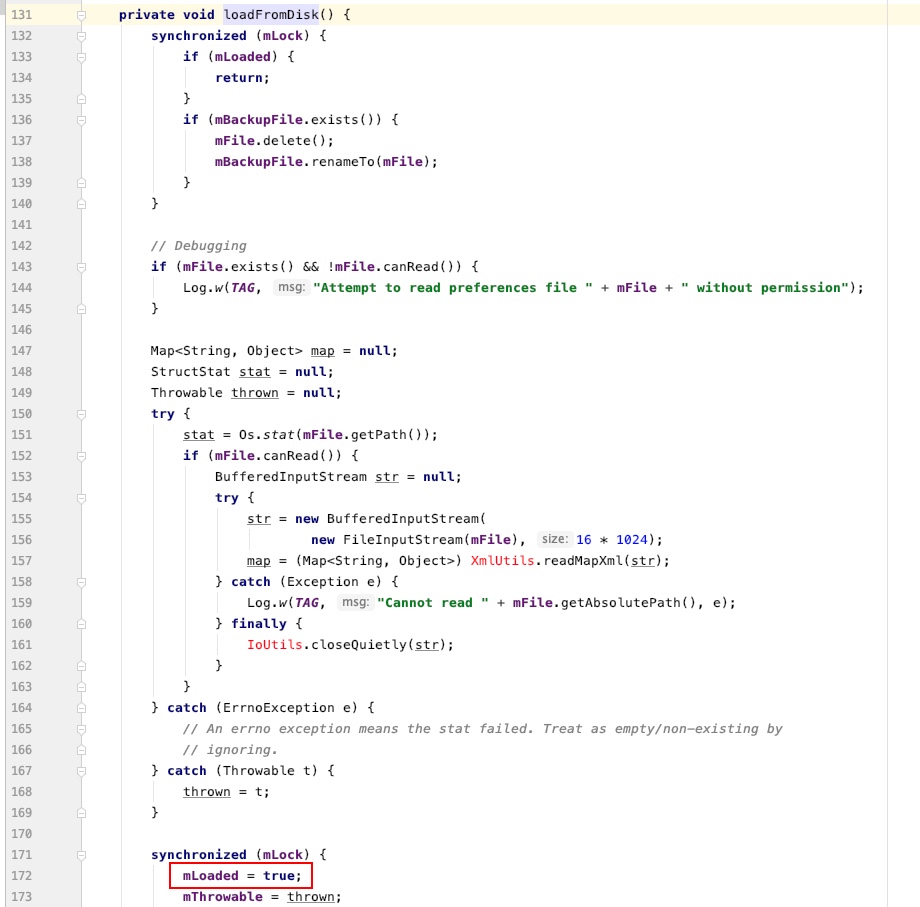 131 private void loadFromDisk() {
132 synchronized (mLock) {
133 if (mLoaded) {
134 return;
135 }
136 if (mBackupFile.exists()) {
137 mFile.delete();
138 mBackupFile.renameTo(mFile);
139 }
140 }
141
142 // Debugging
143 if (mFile.exists() && !mFile.canRead()) {
144 Log.w(TAG, msg: "Attempt to read preferences file " + mFile + " without permission");
145 }
146
147 Map<String, Object> map = null;
148 StructStat stat = null;
149 Throwable thrown = null;
150 try {
151 stat = Os.stat(mFile.getPath());
152 if (mFile.canRead()) {
153 BufferedInputStream str = null;
154 try {
155 str = new BufferedInputStream(
156 new FileInputStream(mFile), size: 16 * 1024);
157 map = (Map<String, Object>) XmlUtils.readMapXml(str);
158 } catch (Exception e) {
159 Log.w(TAG, msg: "Cannot read " + mFile.getAbsolutePath(), e);
160 } finally {
161 IoUtils.closeQuietly(str);
162 }
163 }
164 } catch (ErrnoException e) {
165 // An errno exception means the stat failed. Treat as empty/non-existing by
166 // ignoring.
167 } catch (Throwable t) {
168 thrown = t;
169 }
170
171 synchronized (mLock) {
172 mLoaded = true;
173 mThrowable = thrown;